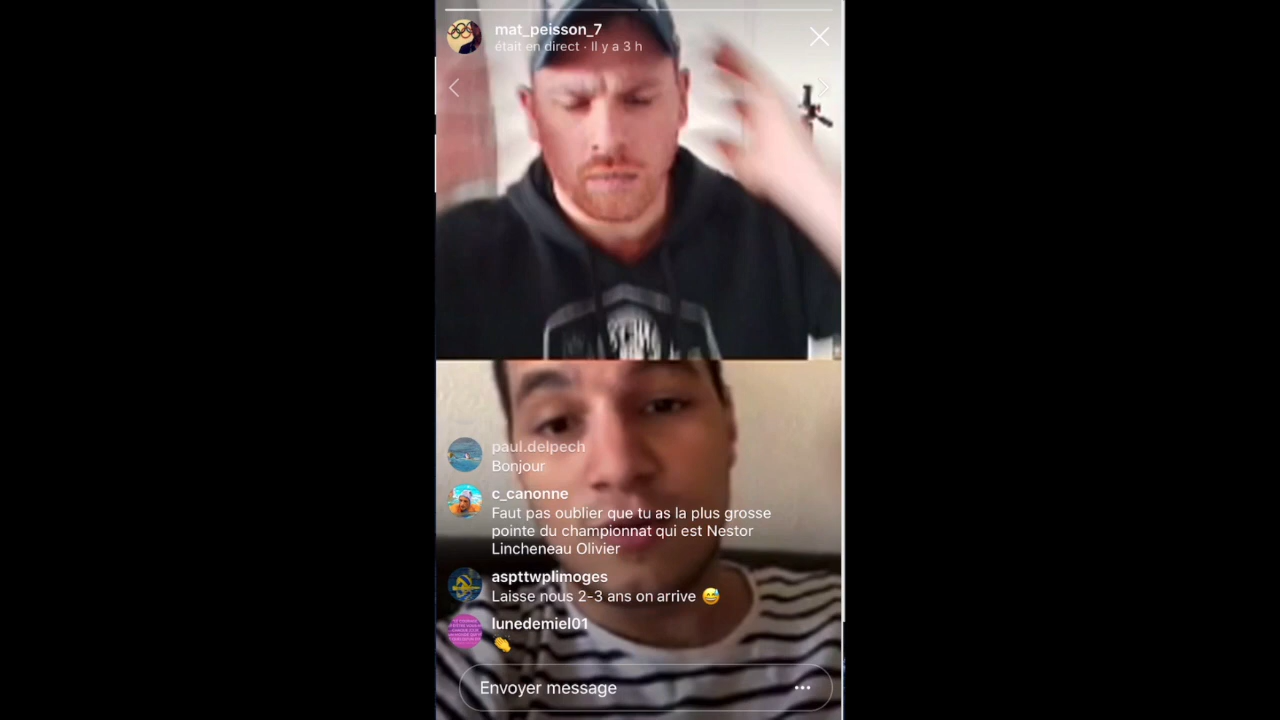 mat_peisson_7
était en direct · Il y a 3 h
paul.delpech
Bonjour
c_canonne
Faut pas oublier que tu as la plus grosse
pointe du championnat qui est Nestor
Lincheneau Olivier
aspttwplimoges
Laisse nous 2-3 ans on arrive 😅
lunedemiel01
👏
Envoyer message